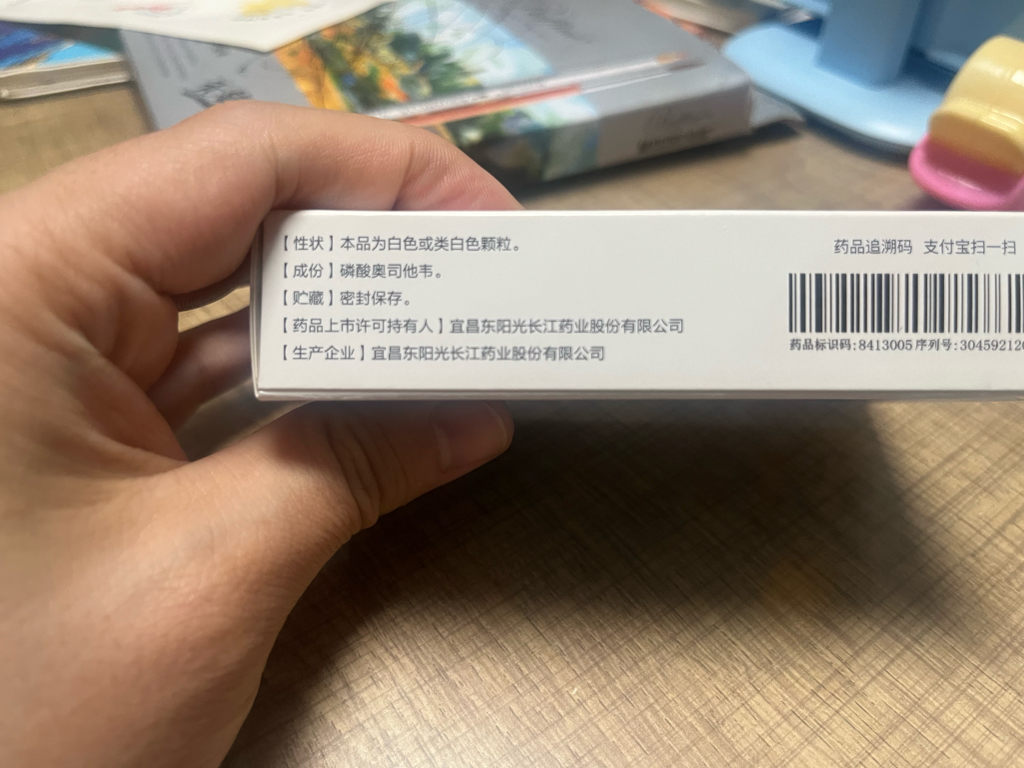 【性状】本品为白色或类白色颗粒。
【成份】磷酸奥司他韦。
【贮藏】密封保存。
【药品上市许可持有人】宜昌东阳光长江药业股份有限公司
【生产企业】宜昌东阳光长江药业股份有限公司
药品追溯码 支付宝扫一扫
药品标识码:8413005 序列号:30459212